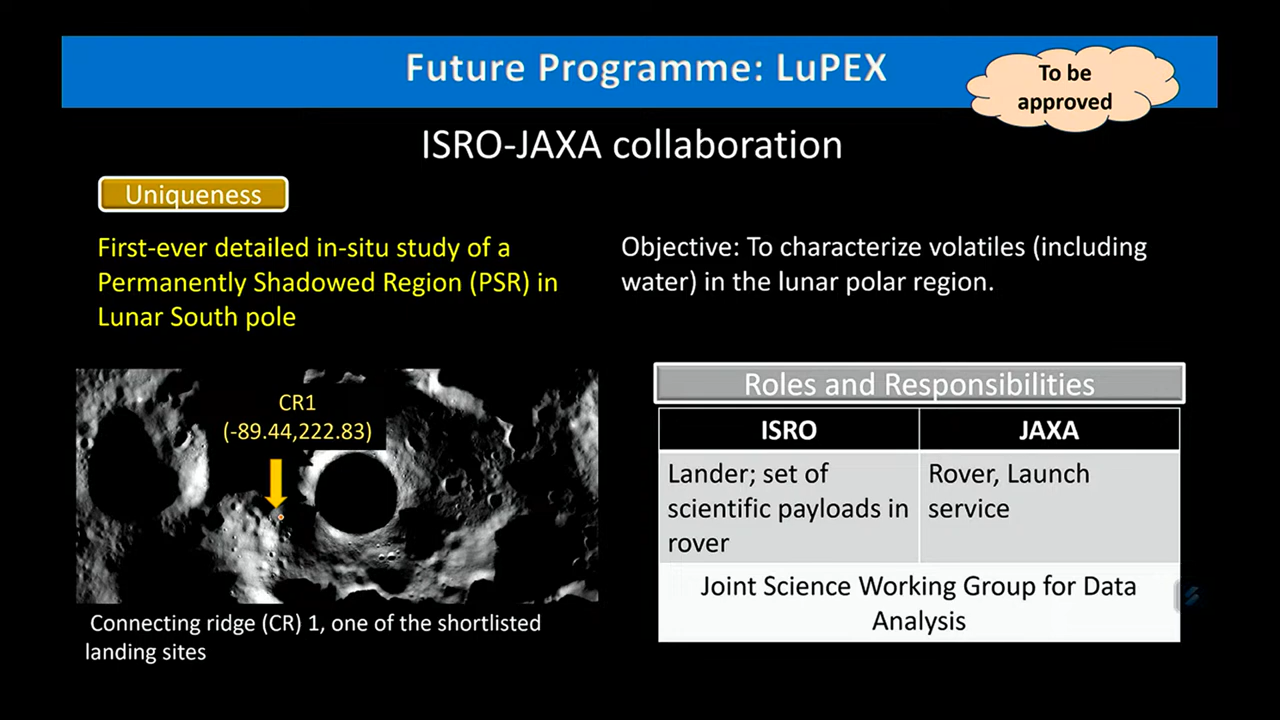 Future Programme: LuPEX
To be
approved
ISRO-JAXA collaboration
Uniqueness
First-ever detailed in-situ study of a
Permanently Shadowed Region (PSR) in
Lunar South pole
Objective: To characterize volatiles (including
water) in the lunar polar region.
CR1
(-89.44,222.83)
Connecting ridge (CR) 1, one of the shortlisted
landing sites
Roles and Responsibilities
ISRO
JAXA
Lander; set of
scientific payloads in
rover
Rover, Launch
service
Joint Science Working Group for Data
Analysis